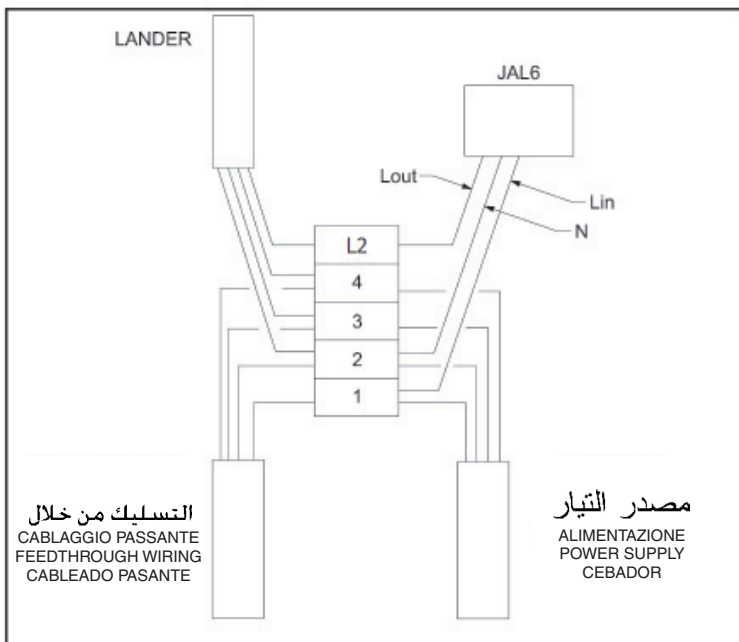 LANDER
JAL6
Lout
Lin
N
L2
4
3
2
1
التسليك من خلال
CABLAGGIO PASSANTE
FEEDTHROUGH WIRING
CABLEADO PASANTE
مصدر التيار
ALIMENTAZIONE
POWER SUPPLY
CEBADOR